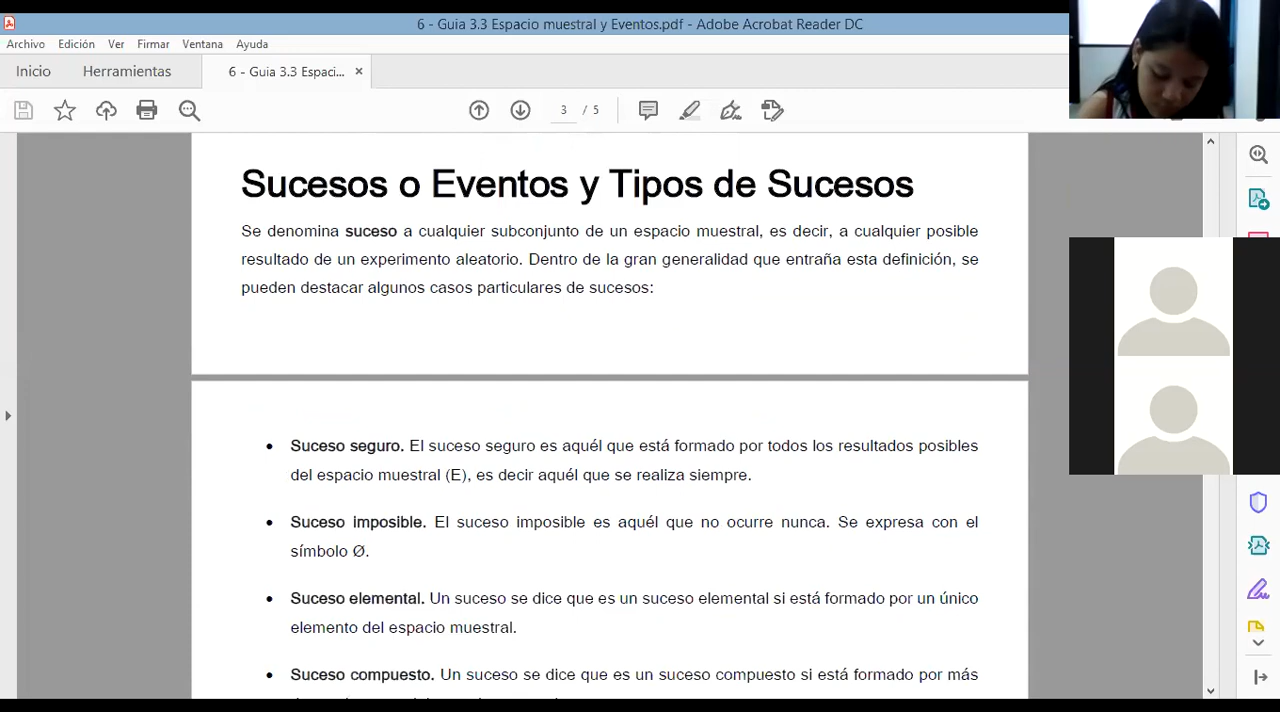 6 - Guia 3.3 Espacio muestral y Eventos.pdf - Adobe Acrobat Reader DC
Archivo Edición Ver Firmar Ventana Ayuda
Inicio Herramientas 6 - Guia 3.3 Espaci... ×
3 / 5
Sucesos o Eventos y Tipos de Sucesos
Se denomina suceso a cualquier subconjunto de un espacio muestral, es decir, a cualquier posible
resultado de un experimento aleatorio. Dentro de la gran generalidad que entraña esta definición, se
pueden destacar algunos casos particulares de sucesos:
• Suceso seguro. El suceso seguro es aquél que está formado por todos los resultados posibles
del espacio muestral (E), es decir aquél que se realiza siempre.
• Suceso imposible. El suceso imposible es aquél que no ocurre nunca. Se expresa con el
símbolo Ø.
• Suceso elemental. Un suceso se dice que es un suceso elemental si está formado por un único
elemento del espacio muestral.
• Suceso compuesto. Un suceso se dice que es un suceso compuesto si está formado por más